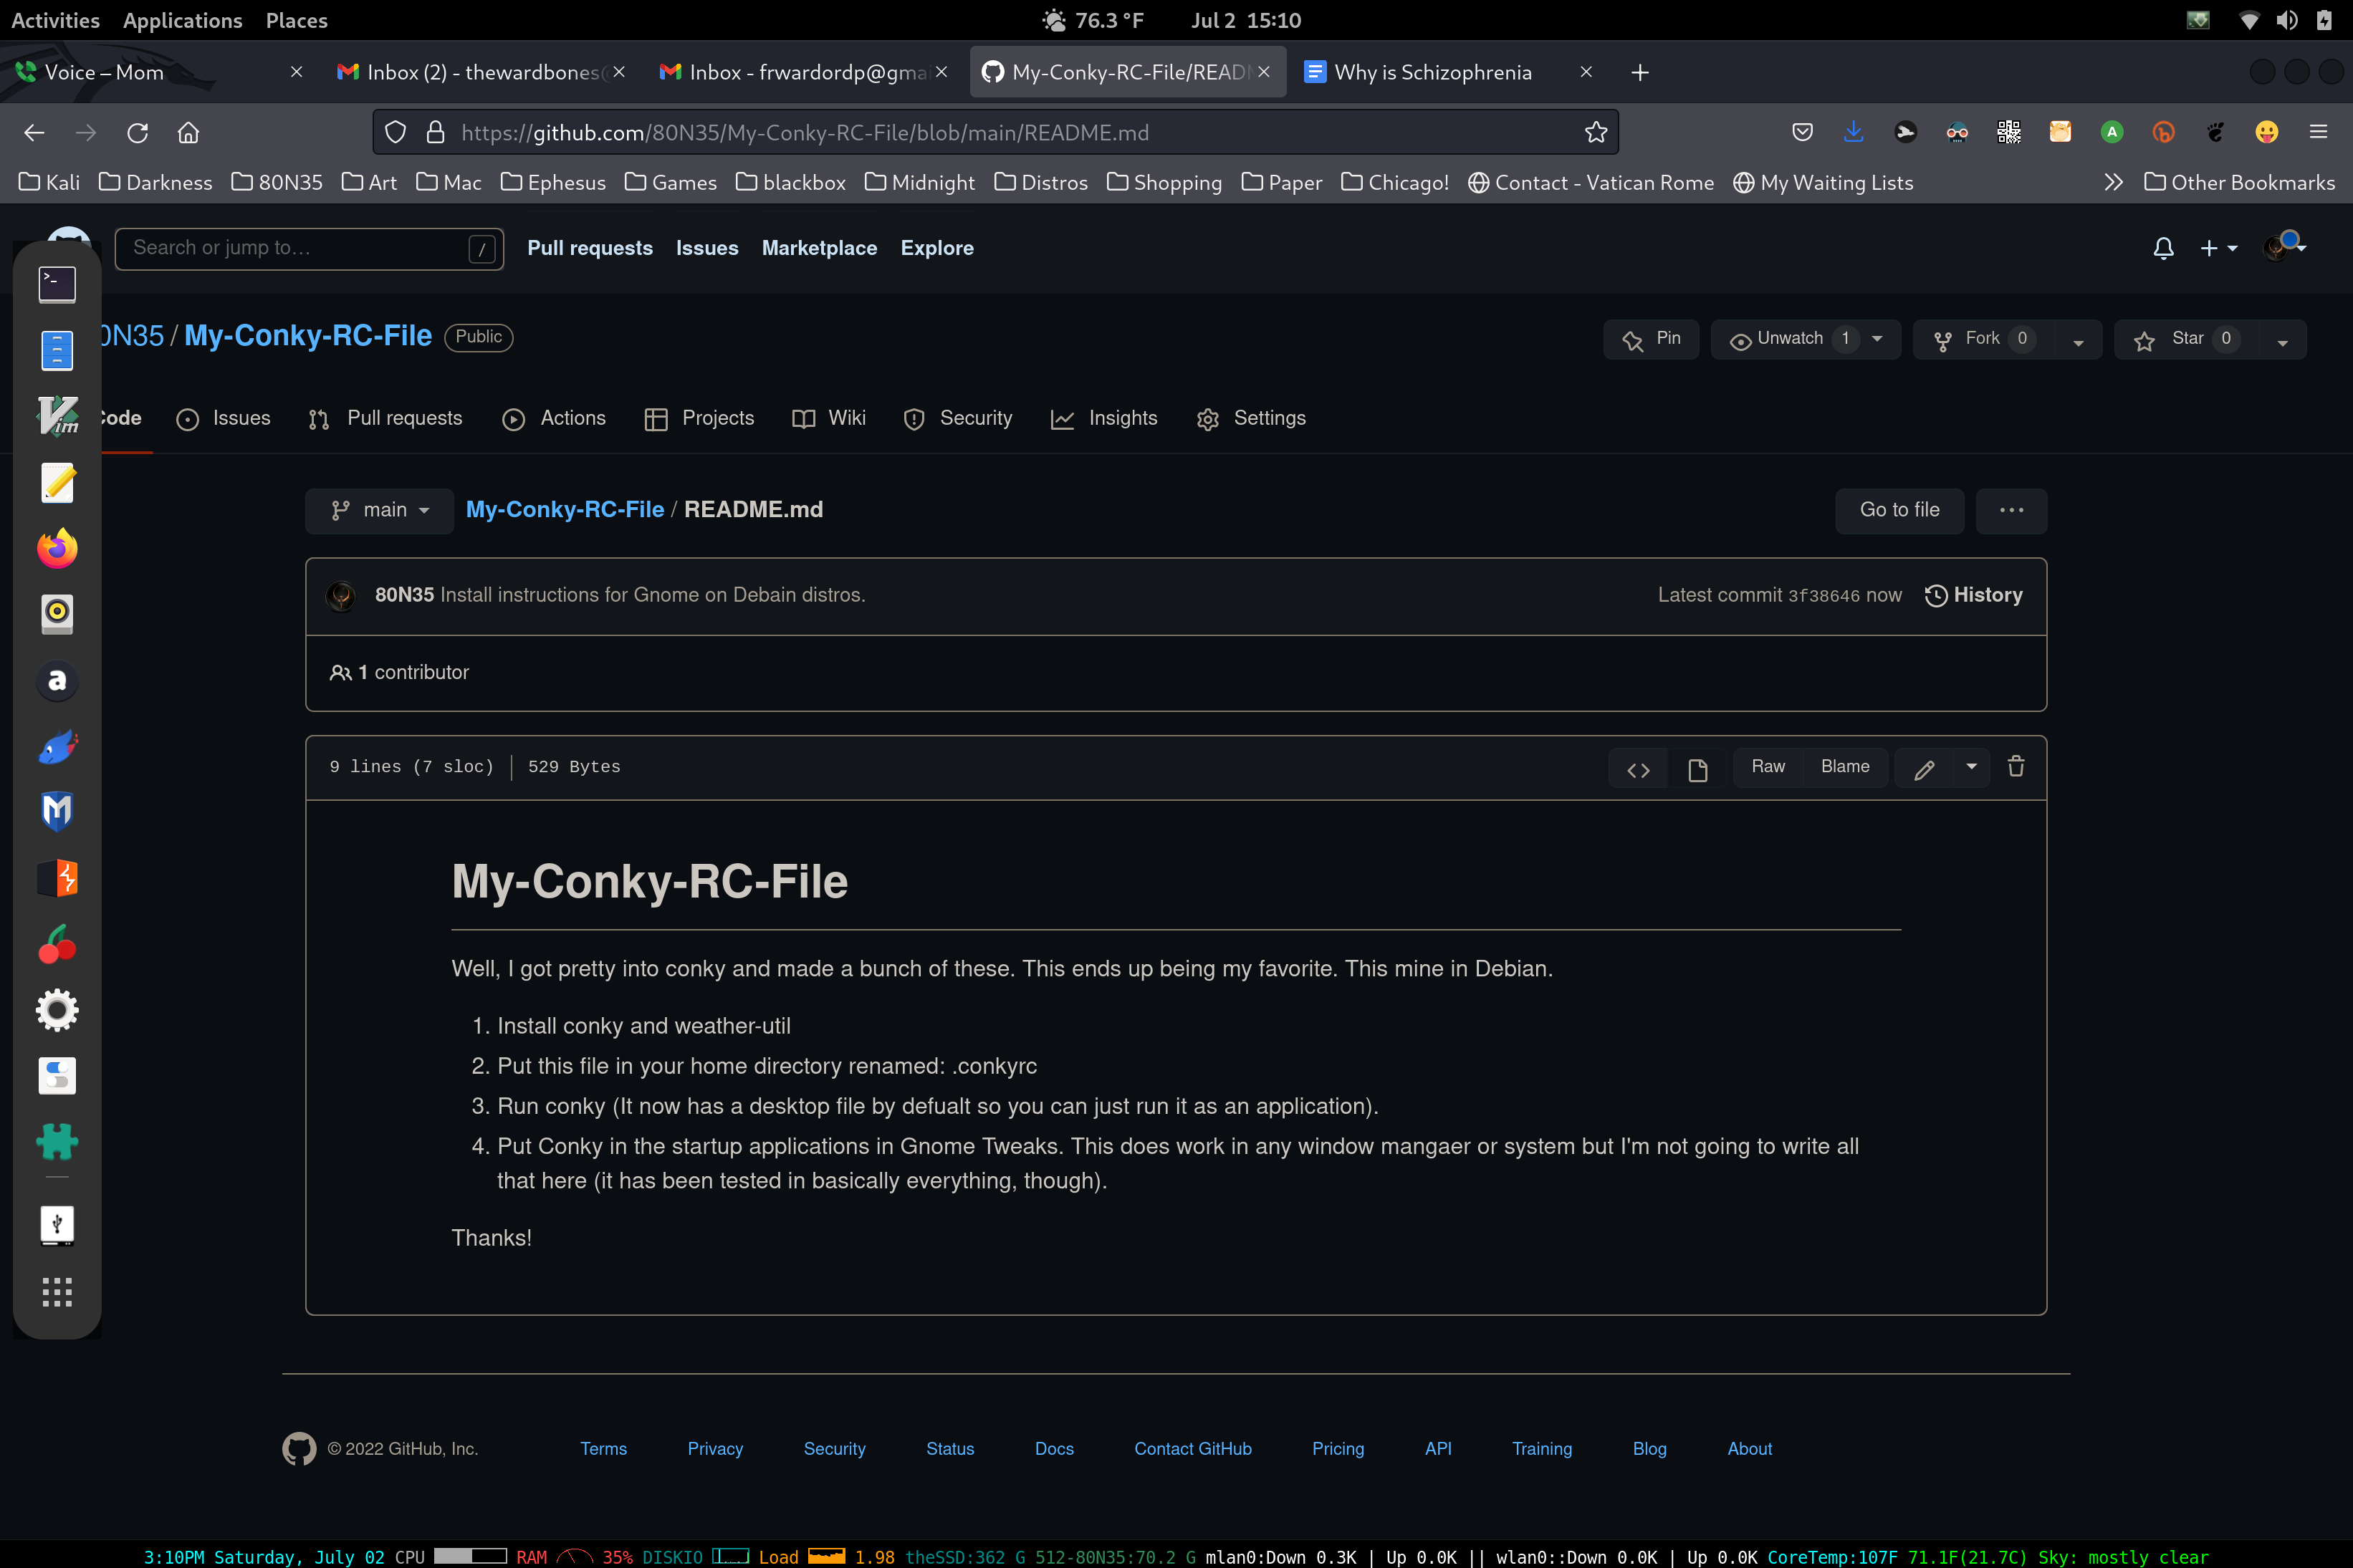 Activities Applications Places 76.3 °F Jul 2 15:10
Voice – Mom Inbox (2) - thewardbones@ Inbox - frwardordp@gmai My-Conky-RC-File/READM Why is Schizophrenia
https://github.com/80N35/My-Conky-RC-File/blob/main/README.md
Kali Darkness 80N35 Art Mac Ephesus Games blackbox Midnight Distros Shopping Paper Chicago! Contact - Vatican Rome My Waiting Lists Other Bookmarks
Search or jump to… / Pull requests Issues Marketplace Explore
0N35 / My-Conky-RC-File Public Pin Unwatch 1 Fork 0 Star 0
Code Issues Pull requests Actions Projects Wiki Security Insights Settings
main My-Conky-RC-File / README.md Go to file
80N35 Install instructions for Gnome on Debain distros. Latest commit 3f38646 now History
1 contributor
9 lines (7 sloc) 529 Bytes Raw Blame
My-Conky-RC-File
Well, I got pretty into conky and made a bunch of these. This ends up being my favorite. This mine in Debian.
1. Install conky and weather-util
2. Put this file in your home directory renamed: .conkyrc
3. Run conky (It now has a desktop file by defualt so you can just run it as an application).
4. Put Conky in the startup applications in Gnome Tweaks. This does work in any window mangaer or system but I'm not going to write all
that here (it has been tested in basically everything, though).
Thanks!
© 2022 GitHub, Inc. Terms Privacy Security Status Docs Contact GitHub Pricing API Training Blog About
3:10PM Saturday, July 02 CPU RAM 35% DISKIO Load 1.98 theSSD:362 G 512-80N35:70.2 G mlan0:Down 0.3K | Up 0.0K || wlan0::Down 0.0K | Up 0.0K CoreTemp:107F 71.1F(21.7C) Sky: mostly clear